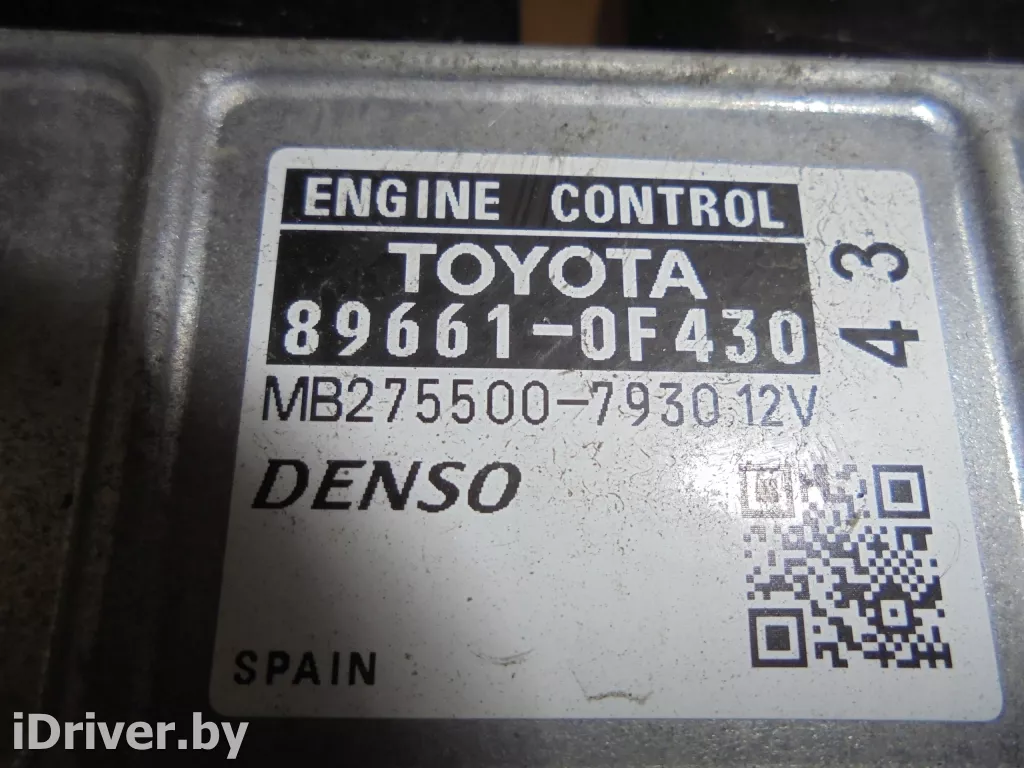 ENGINE CONTROL
TOYOTA
89661-0F430
43
MB275500-7930 12V
DENSO
SPAIN
iDriver.by